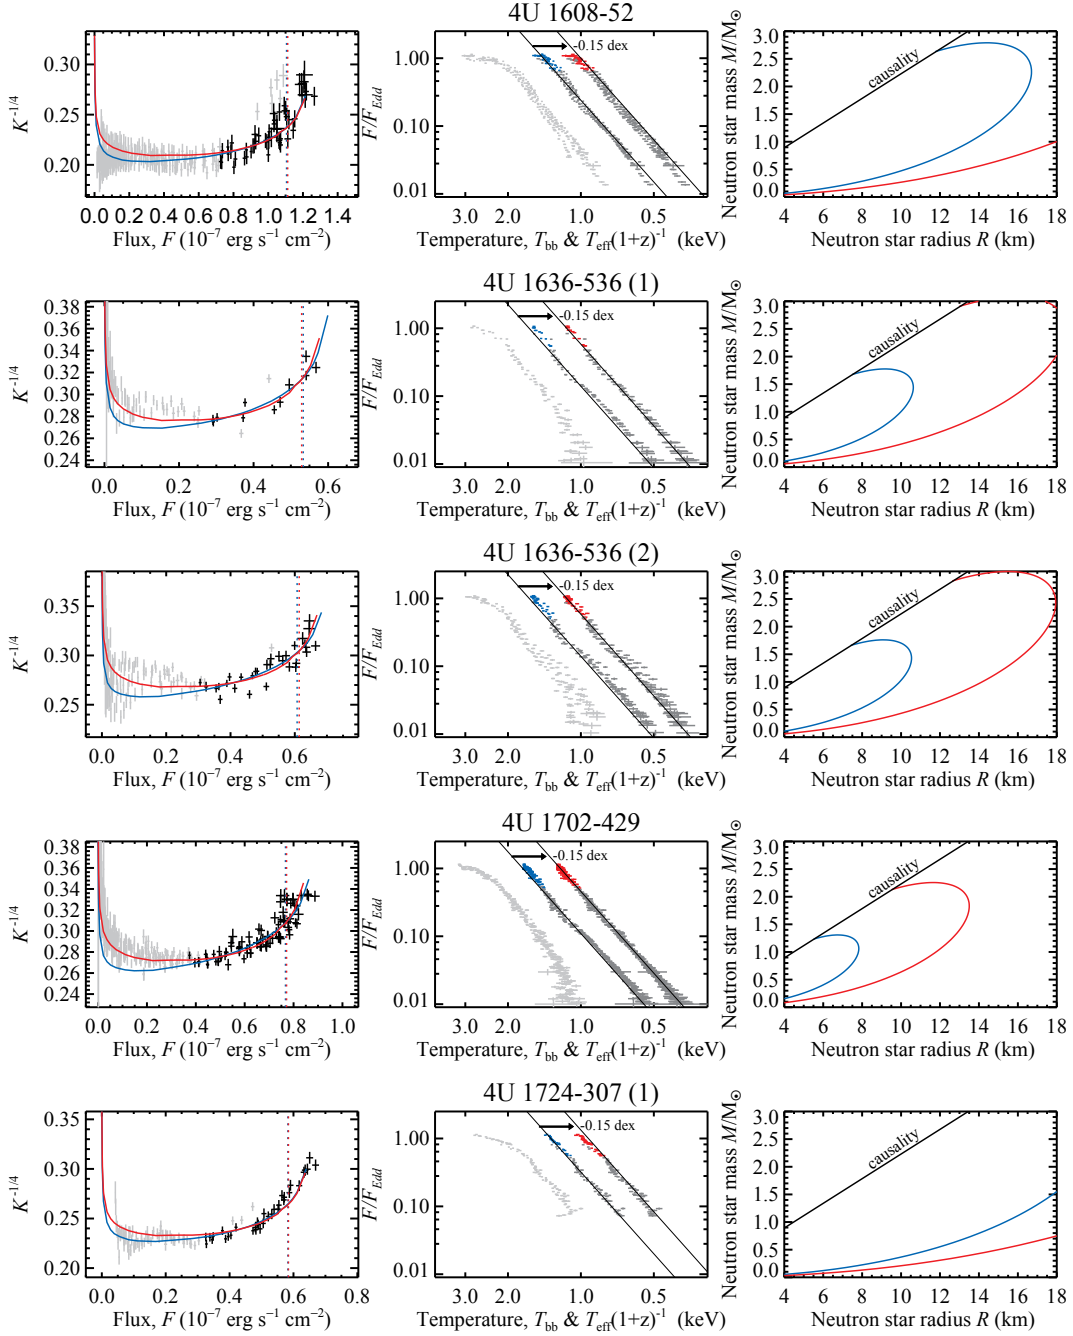 4U 1608-52
K^-1/4
0.30
0.25
0.20
0.0 0.2 0.4 0.6 0.8 1.0 1.2 1.4
Flux, F (10^-7 erg s^-1 cm^-2)
F/F_Edd
1.00
0.10
0.01
-0.15 dex
3.0 2.0 1.0 0.5
Temperature, T_bb & T_eff(1+z)^-1 (keV)
Neutron star mass M/M_⊙
3.0
2.5
2.0
1.5
1.0
0.5
0.0
causality
4 6 8 10 12 14 16 18
Neutron star radius R (km)
4U 1636-536 (1)
K^-1/4
0.38
0.36
0.34
0.32
0.30
0.28
0.26
0.24
0.0 0.2 0.4 0.6
Flux, F (10^-7 erg s^-1 cm^-2)
F/F_Edd
1.00
0.10
0.01
-0.15 dex
3.0 2.0 1.0 0.5
Temperature, T_bb & T_eff(1+z)^-1 (keV)
Neutron star mass M/M_⊙
3.0
2.5
2.0
1.5
1.0
0.5
0.0
causality
4 6 8 10 12 14 16 18
Neutron star radius R (km)
4U 1636-536 (2)
K^-1/4
0.35
0.30
0.25
0.0 0.2 0.4 0.6 0.8
Flux, F (10^-7 erg s^-1 cm^-2)
F/F_Edd
1.00
0.10
0.01
-0.15 dex
3.0 2.0 1.0 0.5
Temperature, T_bb & T_eff(1+z)^-1 (keV)
Neutron star mass M/M_⊙
3.0
2.5
2.0
1.5
1.0
0.5
0.0
causality
4 6 8 10 12 14 16 18
Neutron star radius R (km)
4U 1702-429
K^-1/4
0.38
0.36
0.34
0.32
0.30
0.28
0.26
0.24
0.0 0.2 0.4 0.6 0.8 1.0
Flux, F (10^-7 erg s^-1 cm^-2)
F/F_Edd
1.00
0.10
0.01
-0.15 dex
3.0 2.0 1.0 0.5
Temperature, T_bb & T_eff(1+z)^-1 (keV)
Neutron star mass M/M_⊙
3.0
2.5
2.0
1.5
1.0
0.5
0.0
causality
4 6 8 10 12 14 16 18
Neutron star radius R (km)
4U 1724-307 (1)
K^-1/4
0.35
0.30
0.25
0.20
0.0 0.2 0.4 0.6 0.8
Flux, F (10^-7 erg s^-1 cm^-2)
F/F_Edd
1.00
0.10
0.01
-0.15 dex
3.0 2.0 1.0 0.5
Temperature, T_bb & T_eff(1+z)^-1 (keV)
Neutron star mass M/M_⊙
3.0
2.5
2.0
1.5
1.0
0.5
0.0
causality
4 6 8 10 12 14 16 18
Neutron star radius R (km)